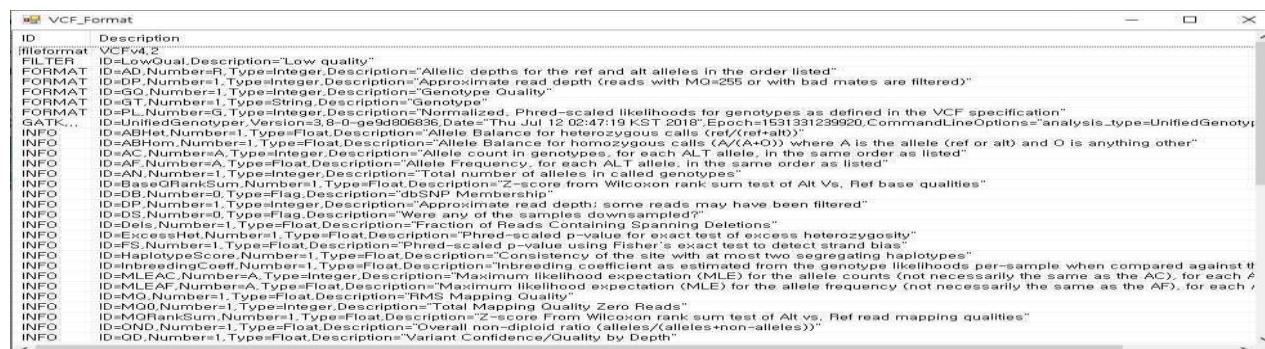 VCF_Format
ID Description
fileformat VCFv4,2
FILTER ID=LowQual,Description="Low quality"
FORMAT ID=AD,Number=R,Type=Integer,Description="Allelic depths for the ref and alt alleles in the order listed"
FORMAT ID=DP,Number=1,Type=Integer,Description="Approximate read depth (reads with MQ=255 or with bad mates are filtered)"
FORMAT ID=GQ,Number=1,Type=Integer,Description="Genotype Quality"
FORMAT ID=GT,Number=1,Type=String,Description="Genotype"
FORMAT ID=PL,Number=G,Type=Integer,Description="Normalized, Phred-scaled likelihoods for genotypes as defined in the VCF specification"
GATK,,, ID=UnifiedGenotyper,Version=3,8-0-ge9d806836,Date="Thu Jul 12 02:47:19 KST 2018",Epoch=1531331239920,CommandLineOptions="analysis_type=UnifiedGenotyp
INFO ID=ABHet,Number=1,Type=Float,Description="Allele Balance for heterozygous calls (ref/(ref+alt))"
INFO ID=ABHom,Number=1,Type=Float,Description="Allele Balance for homozygous calls (A/(A+O)) where A is the allele (ref or alt) and O is anything other"
INFO ID=AC,Number=A,Type=Integer,Description="Allele count in genotypes, for each ALT allele, in the same order as listed"
INFO ID=AF,Number=A,Type=Float,Description="Allele Frequency, for each ALT allele, in the same order as listed"
INFO ID=AN,Number=1,Type=Integer,Description="Total number of alleles in called genotypes"
INFO ID=BaseQRankSum,Number=1,Type=Float,Description="Z-score from Wilcoxon rank sum test of Alt Vs, Ref base qualities"
INFO ID=DB,Number=0,Type=Flag,Description="dbSNP Membership"
INFO ID=DP,Number=1,Type=Integer,Description="Approximate read depth; some reads may have been filtered"
INFO ID=DS,Number=0,Type=Flag,Description="Were any of the samples downsampled?"
INFO ID=Dels,Number=1,Type=Float,Description="Fraction of Reads Containing Spanning Deletions"
INFO ID=ExcessHet,Number=1,Type=Float,Description="Phred-scaled p-value for exact test of excess heterozygosity"
INFO ID=FS,Number=1,Type=Float,Description="Phred-scaled p-value using Fisher's exact test to detect strand bias"
INFO ID=HaplotypeScore,Number=1,Type=Float,Description="Consistency of the site with at most two segregating haplotypes"
INFO ID=InbreedingCoeff,Number=1,Type=Float,Description="Inbreeding coefficient as estimated from the genotype likelihoods per-sample when compared against th
INFO ID=MLEAC,Number=A,Type=Integer,Description="Maximum likelihood expectation (MLE) for the allele counts (not necessarily the same as the AC), for each A
INFO ID=MLEAF,Number=A,Type=Float,Description="Maximum likelihood expectation (MLE) for the allele frequency (not necessarily the same as the AF), for each
INFO ID=MQ,Number=1,Type=Float,Description="RMS Mapping Quality"
INFO ID=MQ0,Number=1,Type=Integer,Description="Total Mapping Quality Zero Reads"
INFO ID=MQRankSum,Number=1,Type=Float,Description="Z-score From Wilcoxon rank sum test of Alt vs, Ref read mapping qualities"
INFO ID=OND,Number=1,Type=Float,Description="Overall non-diploid ratio (alleles/(alleles+non-alleles))"
INFO ID=QD,Number=1,Type=Float,Description="Variant Confidence/Quality by Depth"